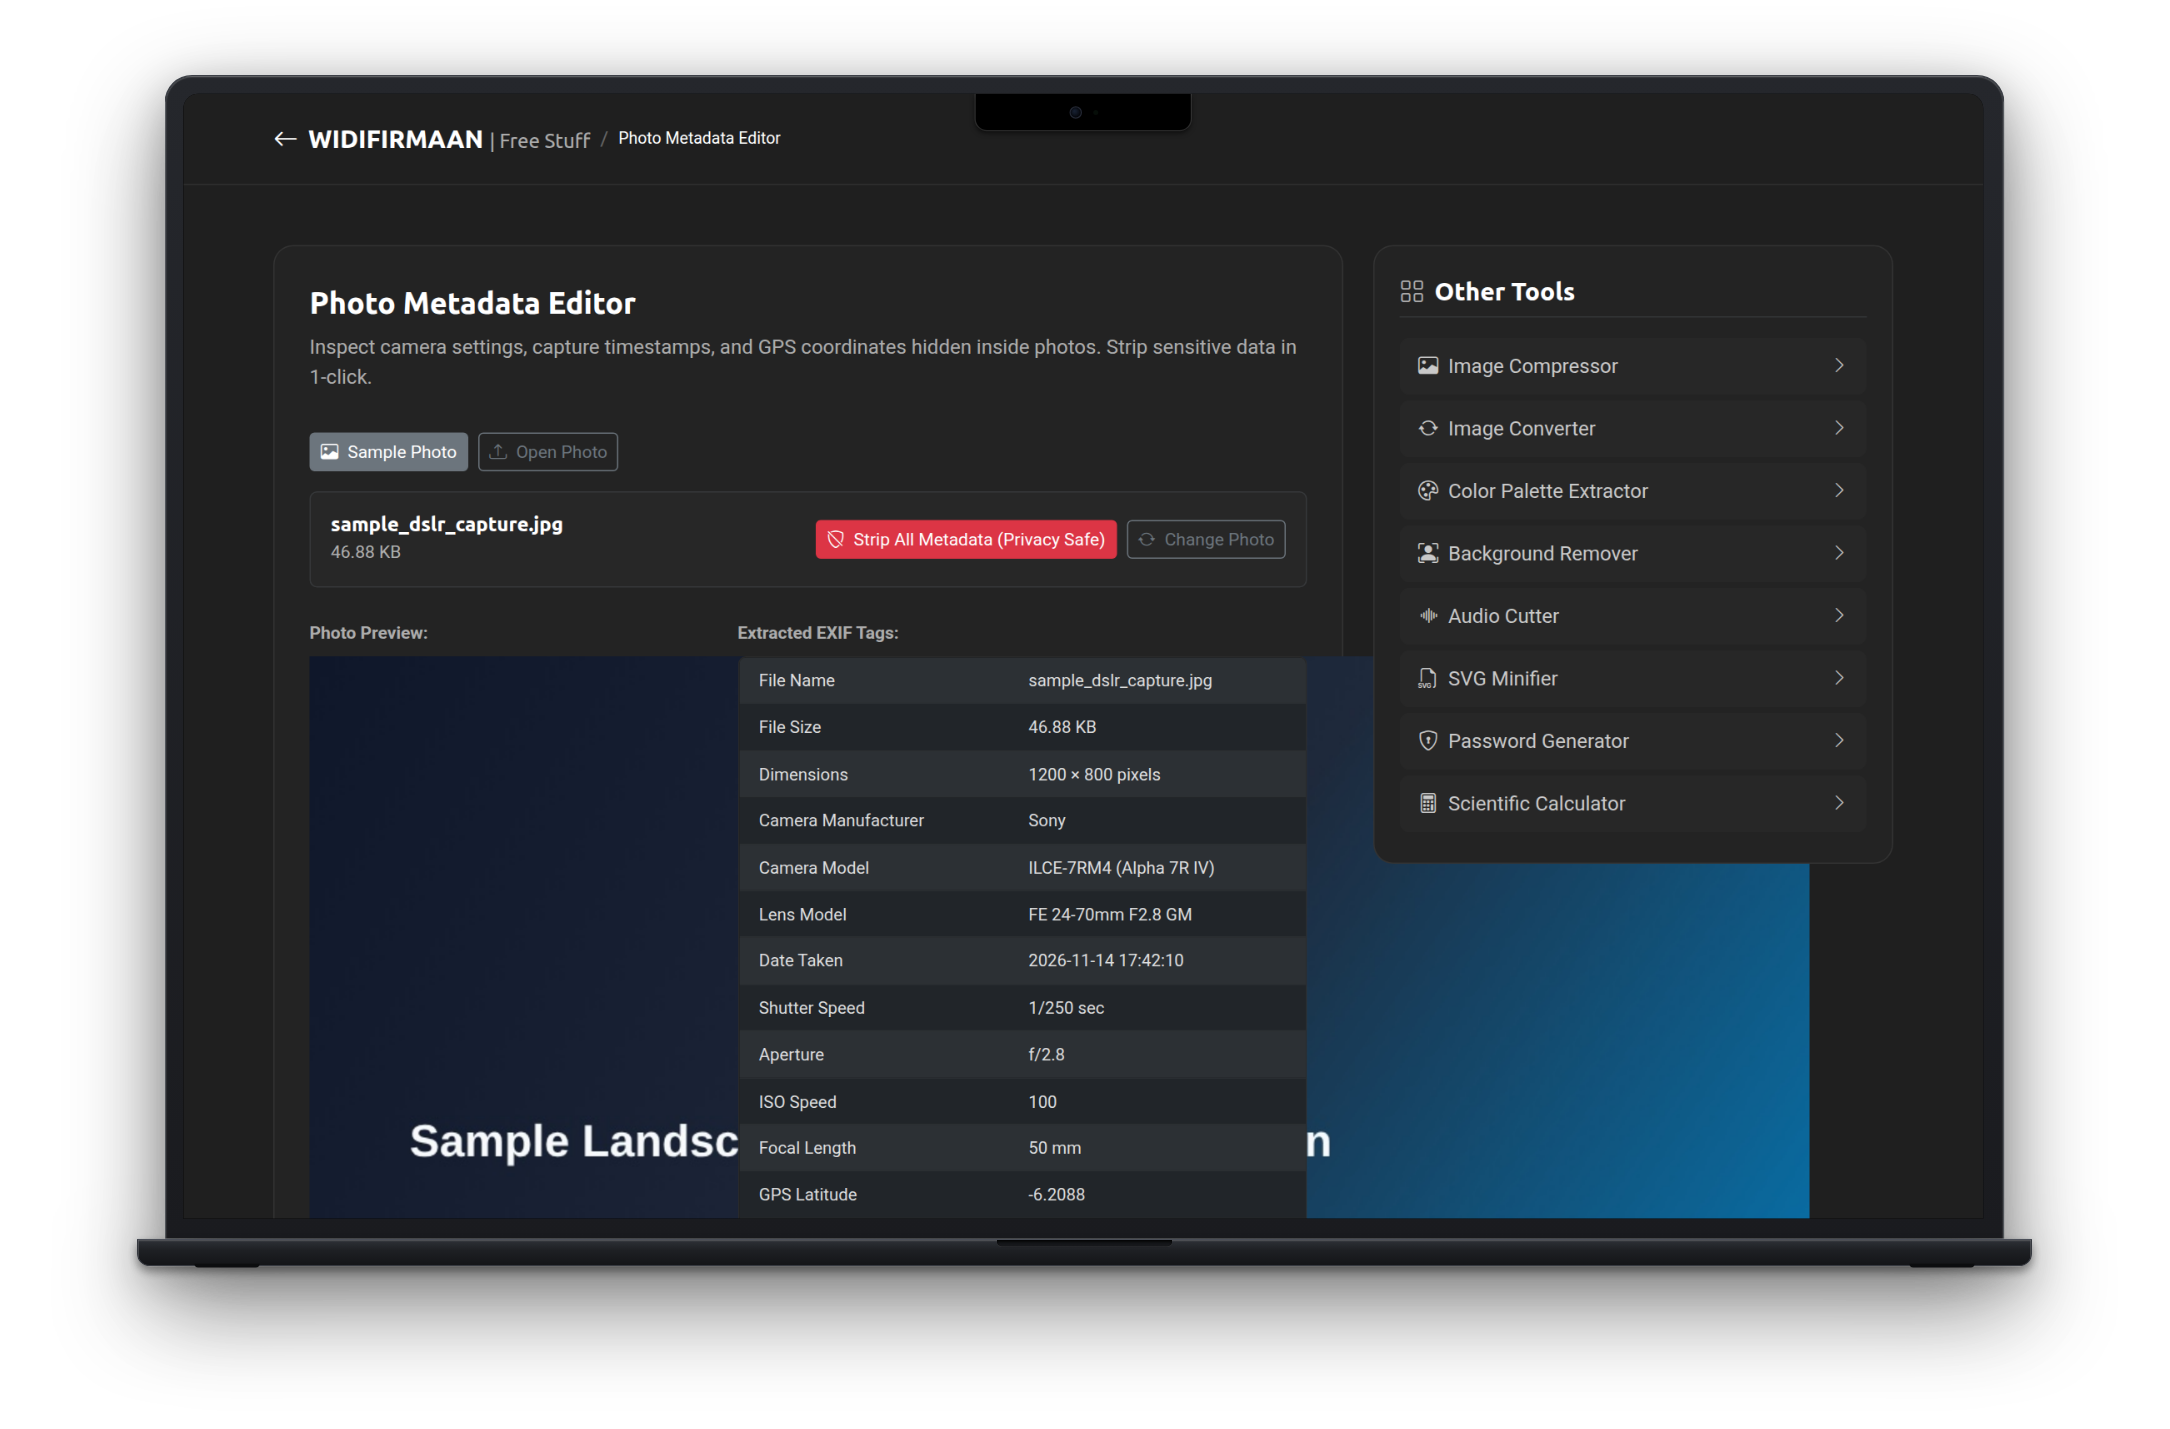 WIDIFIRMAAN | Free Stuff / Photo Metadata Editor
Photo Metadata Editor
Inspect camera settings, capture timestamps, and GPS coordinates hidden inside photos. Strip sensitive data in
1-click.
Sample Photo Open Photo
sample_dslr_capture.jpg
46.88 KB
Strip All Metadata (Privacy Safe) Change Photo
Photo Preview:
Sample Landsc
n
Extracted EXIF Tags:
File Name sample_dslr_capture.jpg
File Size 46.88 KB
Dimensions 1200 × 800 pixels
Camera Manufacturer Sony
Camera Model ILCE-7RM4 (Alpha 7R IV)
Lens Model FE 24-70mm F2.8 GM
Date Taken 2026-11-14 17:42:10
Shutter Speed 1/250 sec
Aperture f/2.8
ISO Speed 100
Focal Length 50 mm
GPS Latitude -6.2088
Other Tools
Image Compressor
Image Converter
Color Palette Extractor
Background Remover
Audio Cutter
SVG Minifier
Password Generator
Scientific Calculator